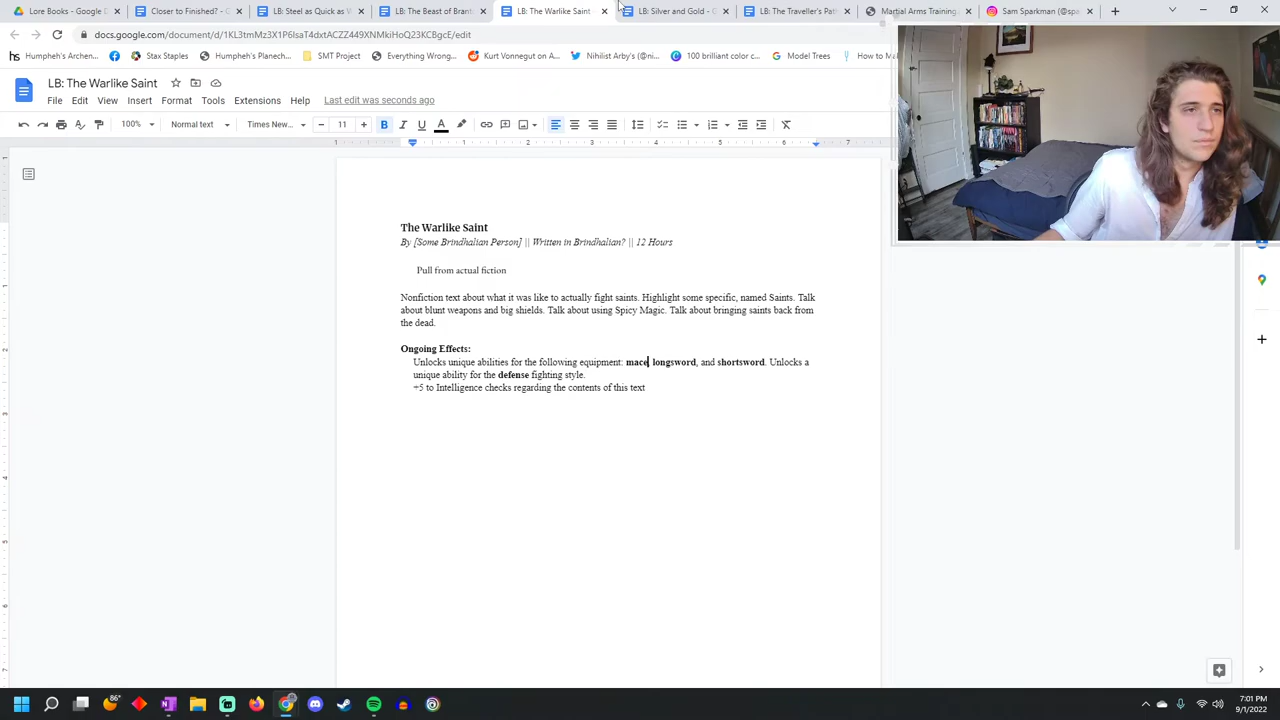 Lore Books - Google D
Closer to Finished? - G
LB: Steel as Quick as W
LB: The Beast of Brantl
LB: The Warlike Saint
LB: Silver and Gold - G
LB: The Traveller's Pat
Martial Arms Training
Sam Sparkman (@spa
Humpheh's Archen...
Stax Staples
Humpheh's Planech...
SMT Project
Everything Wrong...
Kurt Vonnegut on A...
Nihilist Arby's (@ni...
100 brilliant color c...
Model Trees
How to M
LB: The Warlike Saint
File Edit View Insert Format Tools Extensions Help Last edit was seconds ago
100% Normal text Times New... 11
The Warlike Saint
By [Some Brindhalian Person] || Written in Brindhalian? || 12 Hours
Pull from actual fiction
Nonfiction text about what it was like to actually fight saints. Highlight some specific, named Saints. Talk
about blunt weapons and big shields. Talk about using Spicy Magic. Talk about bringing saints back from
the dead.
Ongoing Effects:
Unlocks unique abilities for the following equipment: mace longsword, and shortsword. Unlocks a
unique ability for the defense fighting style.
+5 to Intelligence checks regarding the contents of this text
86°
7:01 PM
9/1/2022